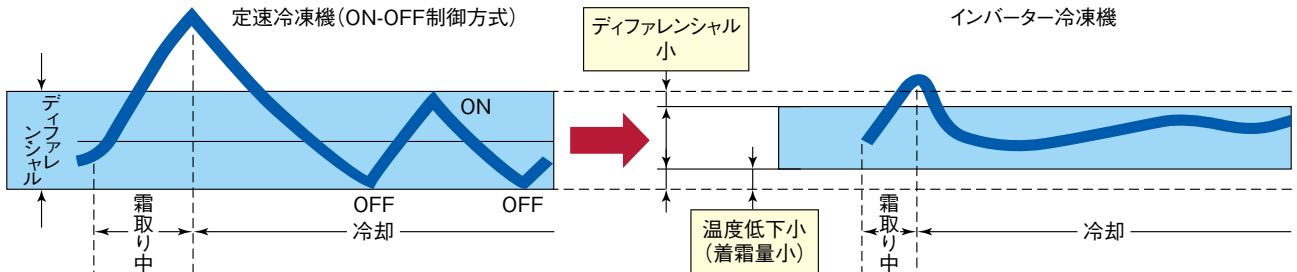 定速冷凍機（ON-OFF制御方式）
ディファレンシャル
ON
OFF
OFF
霜取り中
冷却
ディファレンシャル
小
温度低下小
（着霜量小）
インバーター冷凍機
霜取り中
冷却